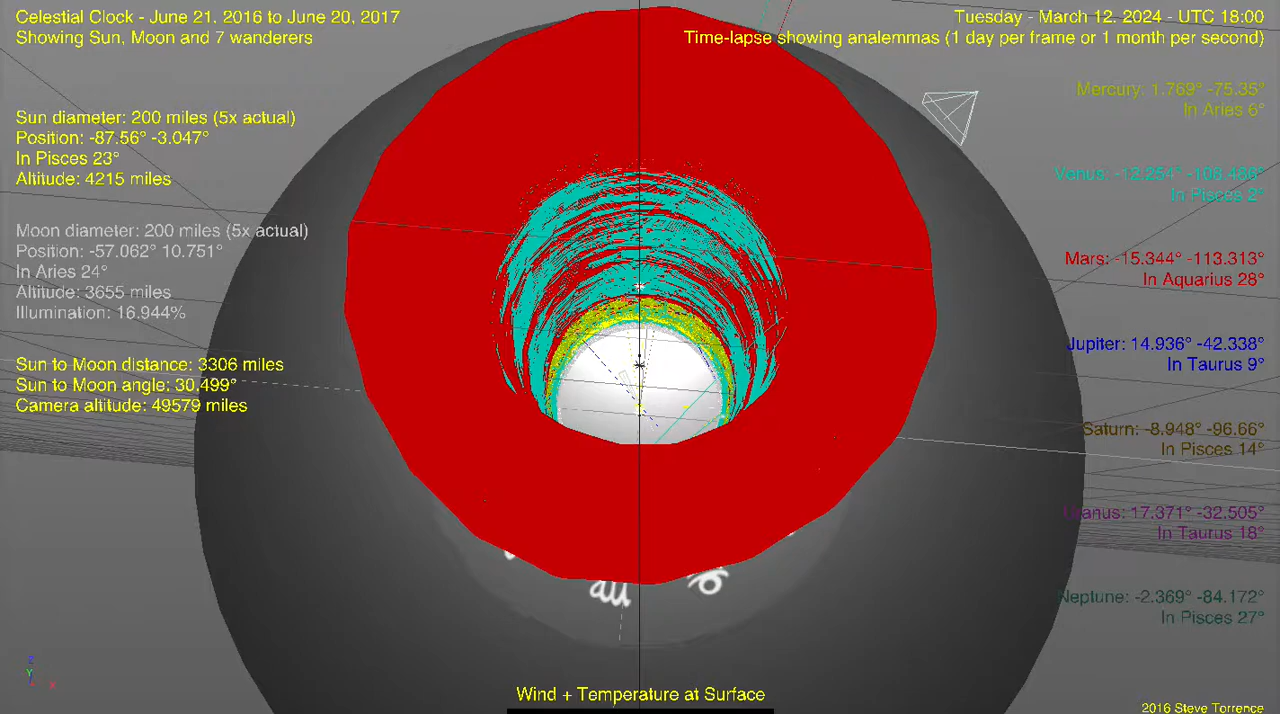 Celestial Clock - June 21, 2016 to June 20, 2017
Showing Sun, Moon and 7 wanderers
Tuesday - March 12, 2024 - UTC 18:00
Time-lapse showing analemmas (1 day per frame or 1 month per second)
Sun diameter: 200 miles (5x actual)
Position: -87.56° -3.047°
In Pisces 23°
Altitude: 4215 miles
Moon diameter: 200 miles (5x actual)
Position: -57.062° 10.751°
In Aries 24°
Altitude: 3655 miles
Illumination: 16.944%
Sun to Moon distance: 3306 miles
Sun to Moon angle: 30.499°
Camera altitude: 49579 miles
Mercury: 1.769° -75.35°
In Aries 6°
Venus: -12.254° -108.486°
In Pisces 2°
Mars: -15.344° -113.313°
In Aquarius 28°
Jupiter: 14.936° -42.338°
In Taurus 9°
Saturn: -8.948° -96.66°
In Pisces 14°
Uranus: 17.371° -32.505°
In Taurus 18°
Neptune: -2.369° -84.172°
In Pisces 27°
♍ ♋
Z
Y
X
Wind + Temperature at Surface
2016 Steve Torrence